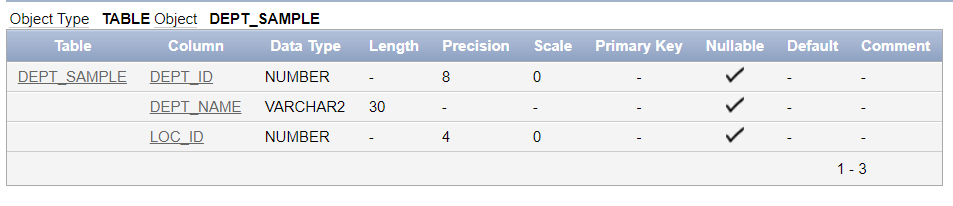 Object Type TABLE Object DEPT_SAMPLE
Table Column Data Type Length Precision Scale Primary Key Nullable Default Comment
DEPT_SAMPLE DEPT_ID NUMBER - 8 0 - ✓ - -
DEPT_NAME VARCHAR2 30 - - - ✓ - -
LOC_ID NUMBER - 4 0 - ✓ - -
1 - 3